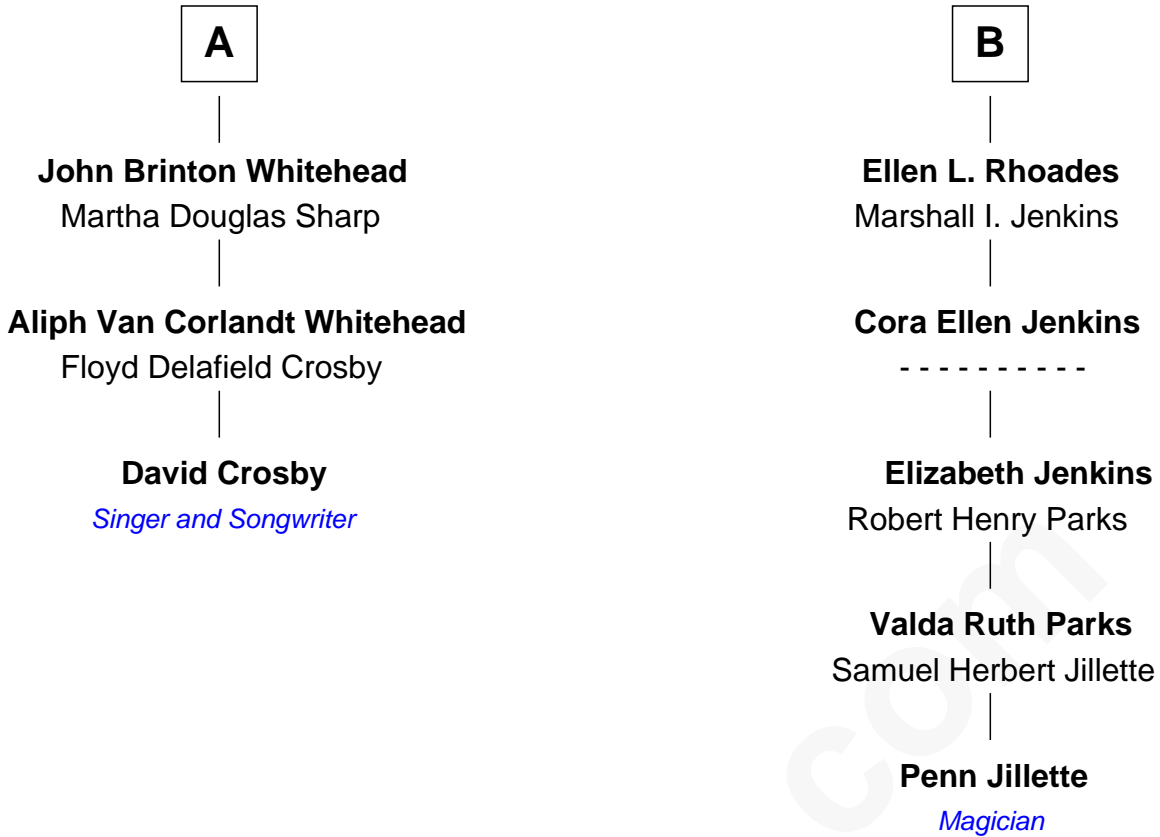 A
John Brinton Whitehead
Martha Douglas Sharp
Aliph Van Corlandt Whitehead
Floyd Delafield Crosby
David Crosby
Singer and Songwriter
B
Ellen L. Rhoades
Marshall I. Jenkins
Cora Ellen Jenkins
- - - - - - - - - -
Elizabeth Jenkins
Robert Henry Parks
Valda Ruth Parks
Samuel Herbert Jillette
Penn Jillette
Magician
com